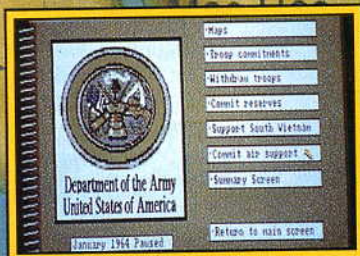 Department of the Army
United States of America
January 1964 Paused
Maps
Troop commitments
Withdraw troops
Commit reserves
Support South Vietnam
Commit air support
Summary Screen
Return to main screen